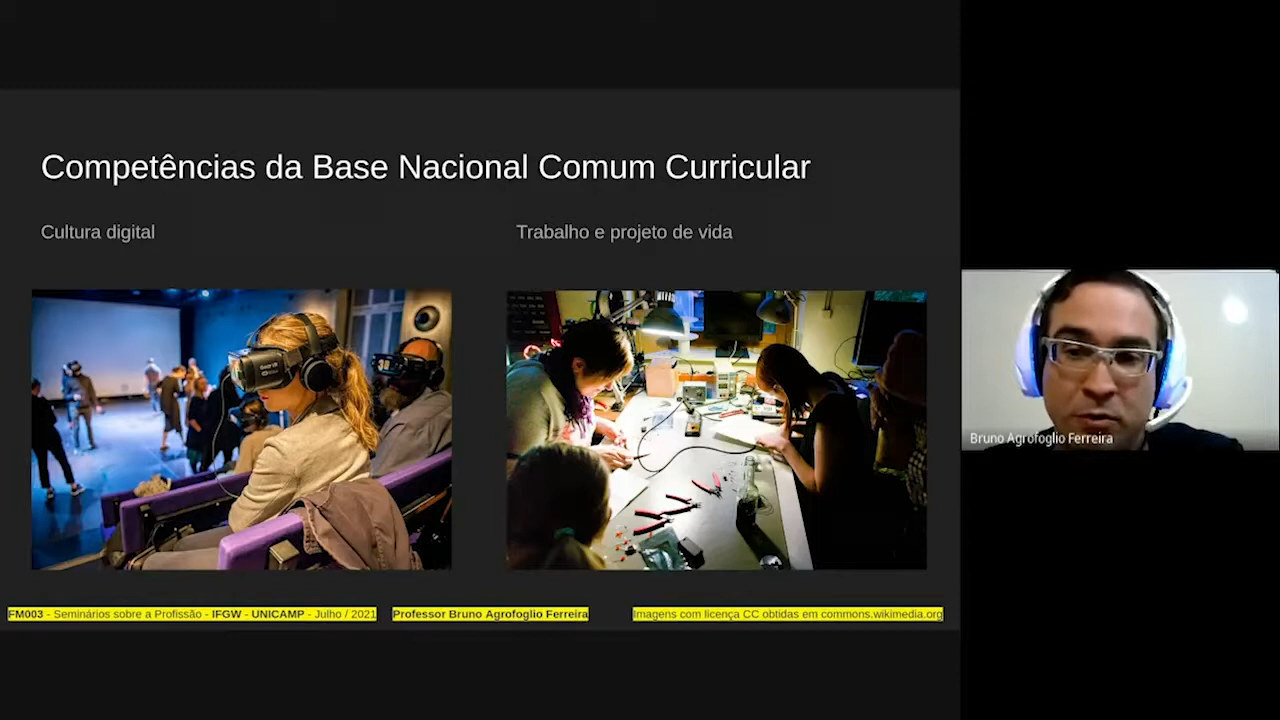 Competências da Base Nacional Comum Curricular
Cultura digital
Trabalho e projeto de vida
FM003 - Seminários sobre a Profissão - IFGW - UNICAMP - Julho / 2021
Professor Bruno Agrofoglio Ferreira
Imagens com licença CC obtidas em commons.wikimedia.org
Bruno Agrofoglio Ferreira